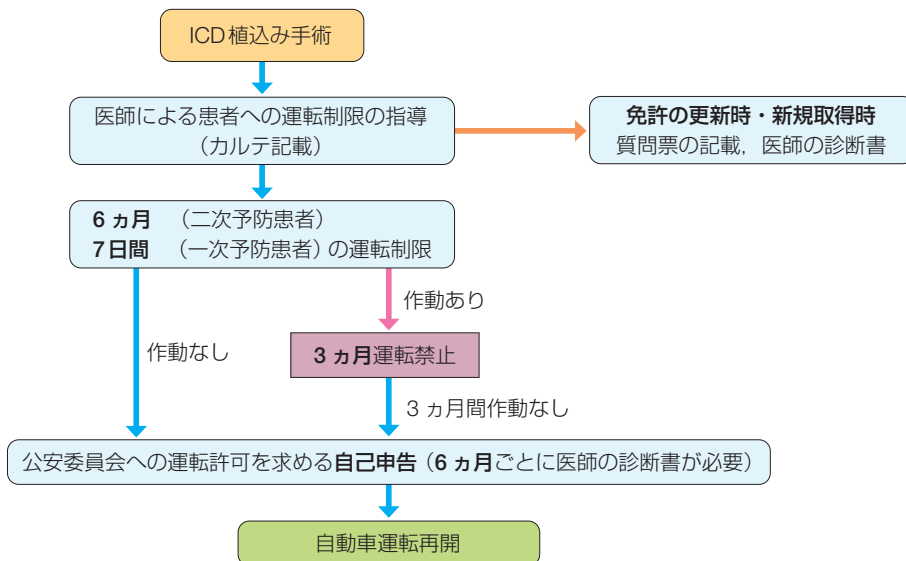 ICD植込み手術
医師による患者への運転制限の指導
（カルテ記載）
免許の更新時・新規取得時
質問票の記載，医師の診断書
6 ヵ月　（二次予防患者）
7日間　（一次予防患者）の運転制限
作動あり
作動なし
3 ヵ月運転禁止
3 ヵ月間作動なし
公安委員会への運転許可を求める自己申告（6 ヵ月ごとに医師の診断書が必要）
自動車運転再開